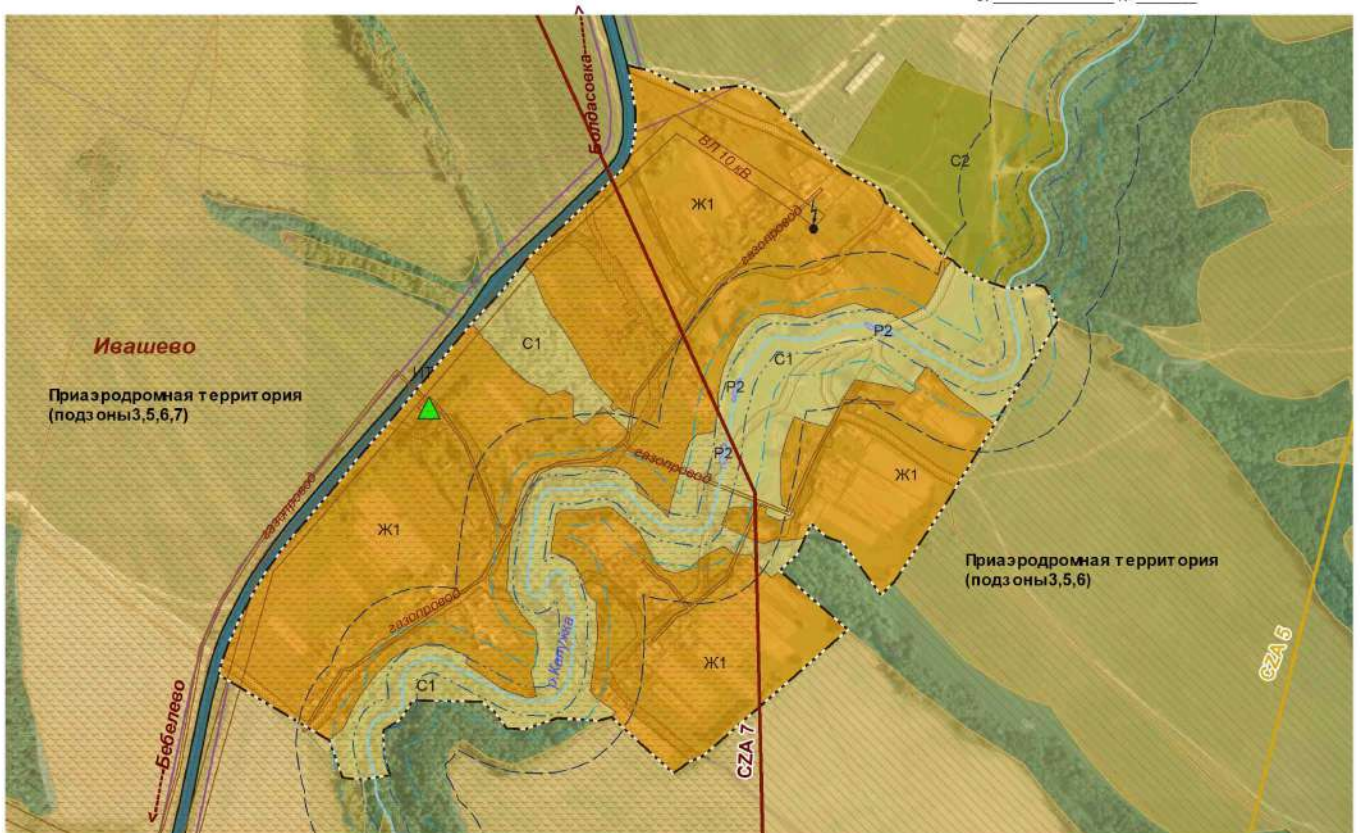 Болдасовка
С2
ВЛ 10 кВ
Ж1
газопровод
Р2
С1
С1
Ивашево
Р2
Приаэродромная территория
(подзоны3,5,6,7)
Р2
газопровод
Ж1
газопровод
Ж1
Приаэродромная территория
(подзоны3,5,6)
газопровод
р.Калужка
Ж1
CZA 5
С1
Бебелево
CZA 7